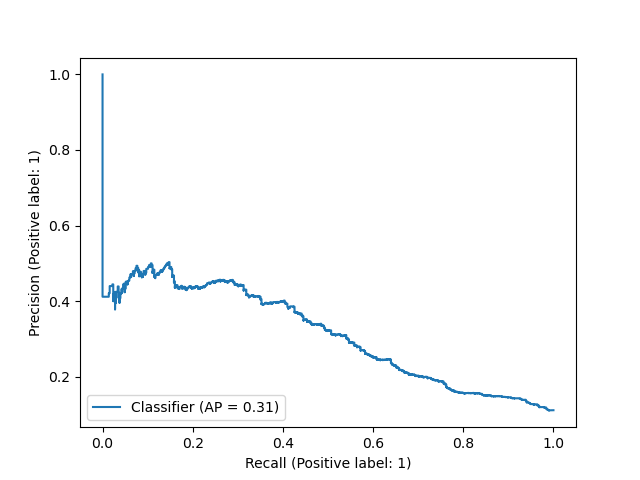 1.0
0.8
0.6
0.4
0.2
Precision (Positive label: 1)
Classifier (AP = 0.31)
0.0 0.2 0.4 0.6 0.8 1.0
Recall (Positive label: 1)